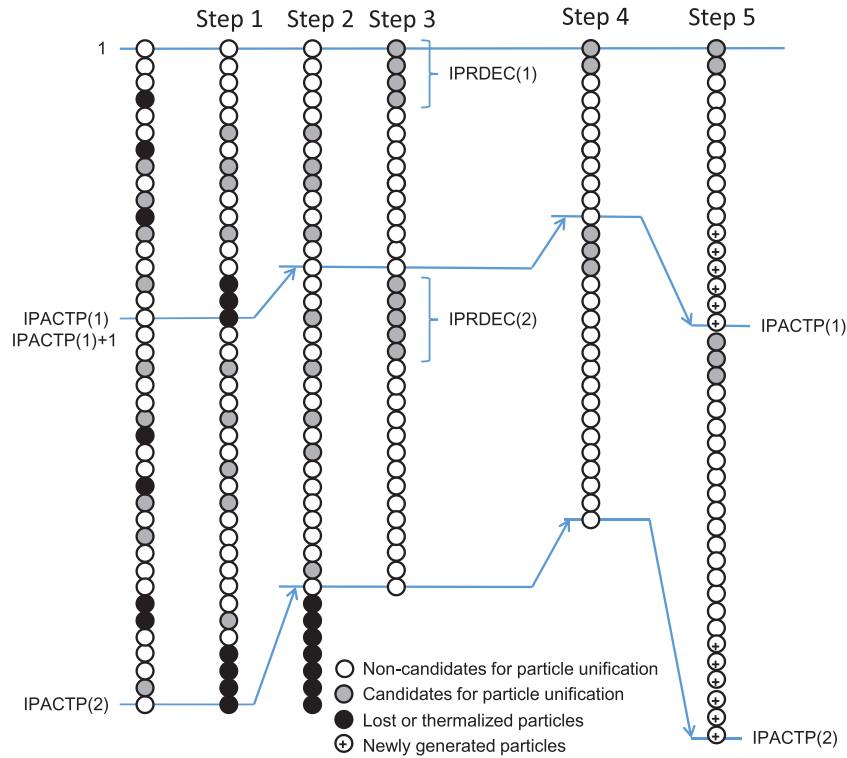 Step 1
Step 2
Step 3
Step 4
Step 5
1
IPRDEC(1)
IPACTP(1)
IPACTP(1)+1
IPRDEC(2)
IPACTP(1)
IPACTP(2)
Non-candidates for particle unification
Candidates for particle unification
Lost or thermalized particles
Newly generated particles
IPACTP(2)